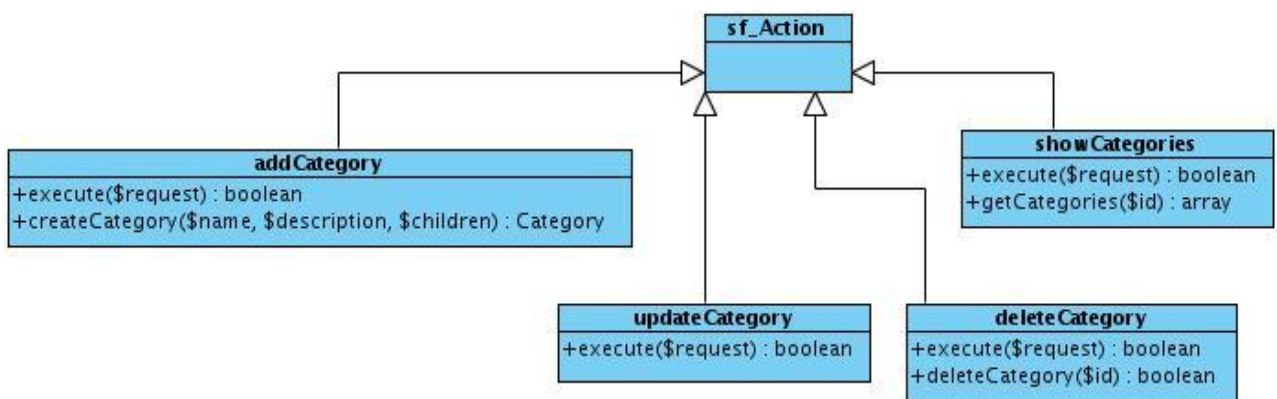 sf_Action
addCategory
+execute($request) : boolean
+createCategory($name, $description, $children) : Category
showCategories
+execute($request) : boolean
+getCategories($id) : array
updateCategory
+execute($request) : boolean
deleteCategory
+execute($request) : boolean
+deleteCategory($id) : boolean